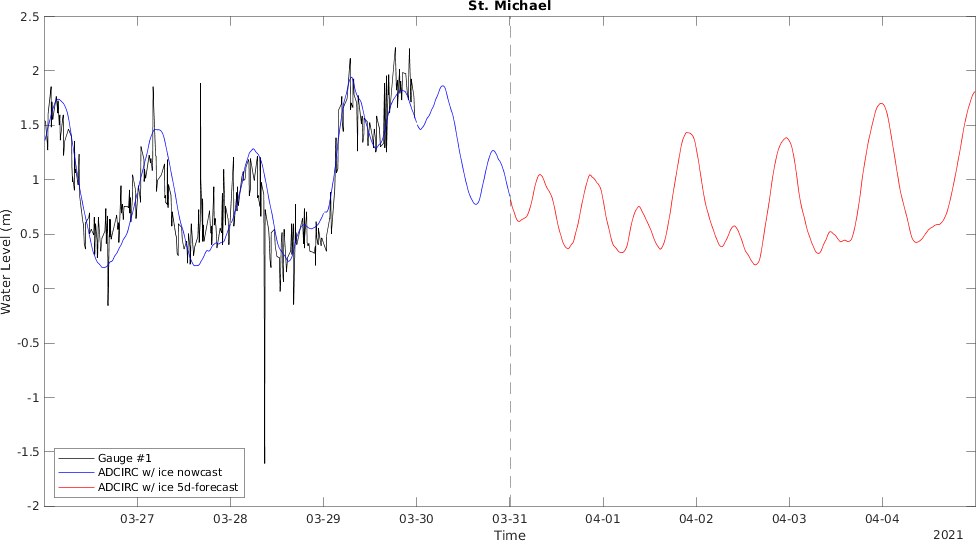 St. Michael
2.5
2
1.5
1
0.5
0
-0.5
-1
-1.5
-2
Water Level (m)
Gauge #1
ADCIRC w/ ice nowcast
ADCIRC w/ ice 5d-forecast
03-27 03-28 03-29 03-30 03-31 04-01 04-02 04-03 04-04
Time
2021